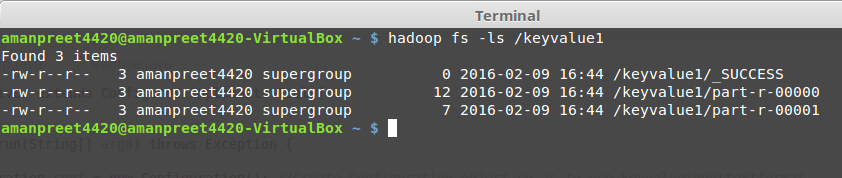 Terminal
amanpreet4420@amanpreet4420-VirtualBox ~ $ hadoop fs -ls /keyvalue1
Found 3 items
-rw-r--r--   3 amanpreet4420 supergroup          0 2016-02-09 16:44 /keyvalue1/_SUCCESS
-rw-r--r--   3 amanpreet4420 supergroup         12 2016-02-09 16:44 /keyvalue1/part-r-00000
-rw-r--r--   3 amanpreet4420 supergroup          7 2016-02-09 16:44 /keyvalue1/part-r-00001
amanpreet4420@amanpreet4420-VirtualBox ~ $
run(String[] arg0) throws Exception {